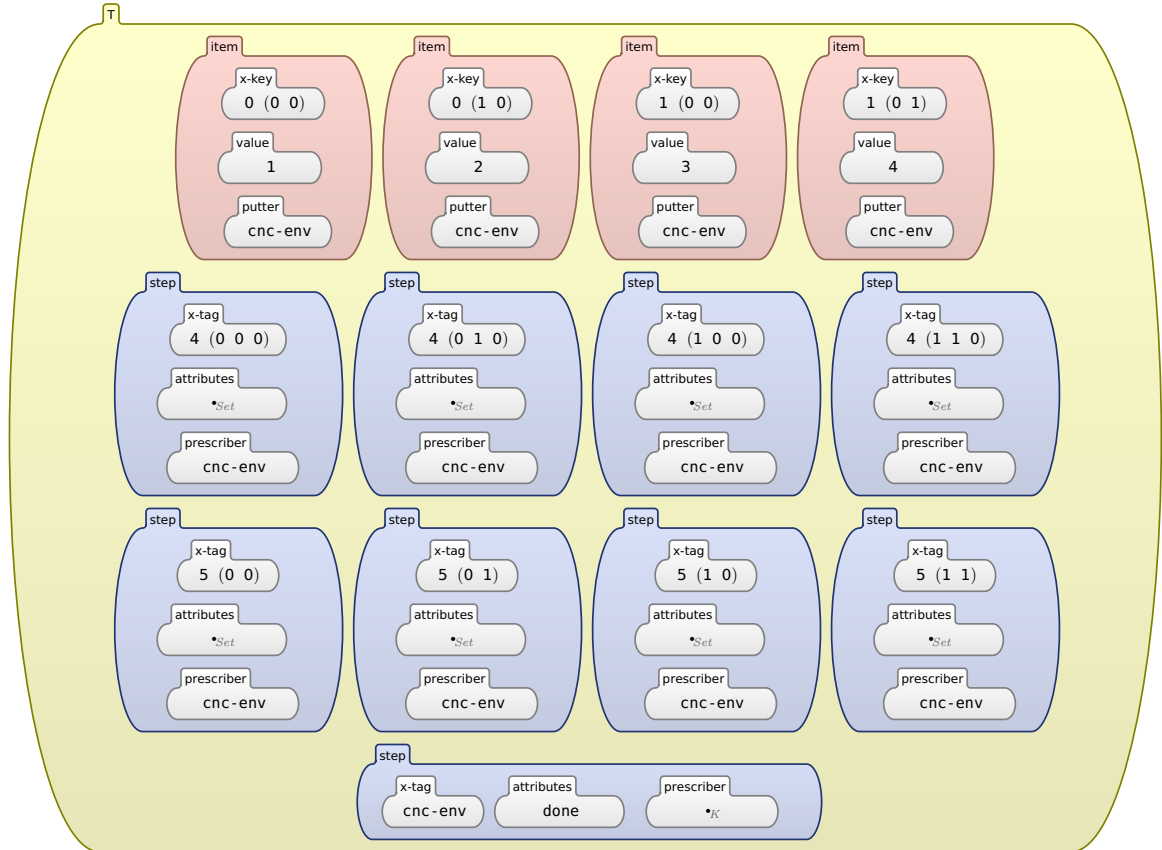 T
item item item item
x-key x-key x-key x-key
0 (0 0) 0 (1 0) 1 (0 0) 1 (0 1)
value value value value
1 2 3 4
putter putter putter putter
cnc-env cnc-env cnc-env cnc-env
step step step step
x-tag x-tag x-tag x-tag
4 (0 0 0) 4 (0 1 0) 4 (1 0 0) 4 (1 1 0)
attributes attributes attributes attributes
•Set •Set •Set •Set
prescriber prescriber prescriber prescriber
cnc-env cnc-env cnc-env cnc-env
step step step step
x-tag x-tag x-tag x-tag
5 (0 0) 5 (0 1) 5 (1 0) 5 (1 1)
attributes attributes attributes attributes
•Set •Set •Set •Set
prescriber prescriber prescriber prescriber
cnc-env cnc-env cnc-env cnc-env
step
x-tag attributes prescriber
cnc-env done •K